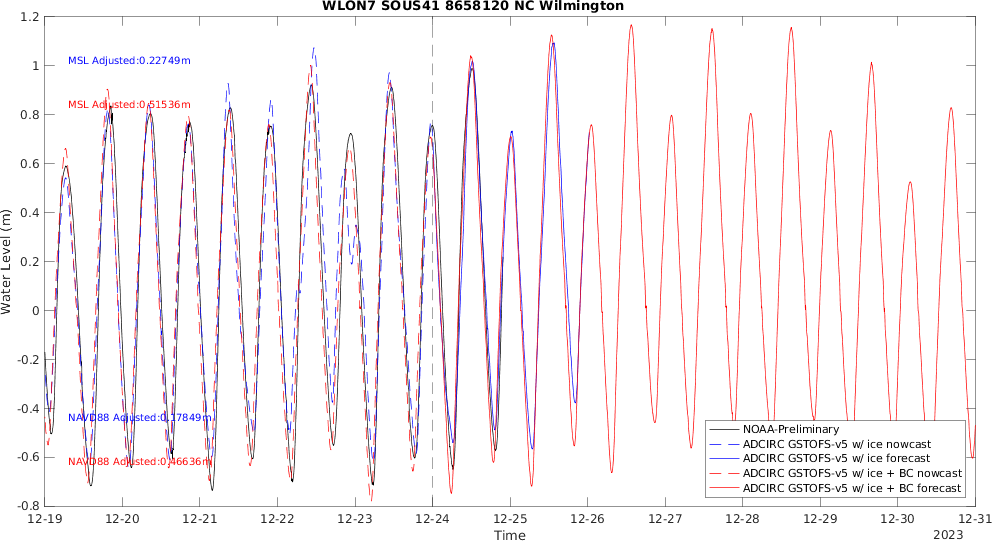 WLON7 SOUS41 8658120 NC Wilmington
1.2
1
0.8
0.6
0.4
0.2
0
-0.2
-0.4
-0.6
-0.8
Water Level (m)
MSL Adjusted:0.22749m
MSL Adjusted:0.51536m
NAVD88 Adjusted:0.17849m
NAVD88 Adjusted:0.46636m
NOAA-Preliminary
ADCIRC GSTOFS-v5 w/ ice nowcast
ADCIRC GSTOFS-v5 w/ ice forecast
ADCIRC GSTOFS-v5 w/ ice + BC nowcast
ADCIRC GSTOFS-v5 w/ ice + BC forecast
12-19 12-20 12-21 12-22 12-23 12-24 12-25 12-26 12-27 12-28 12-29 12-30 12-31
Time
2023